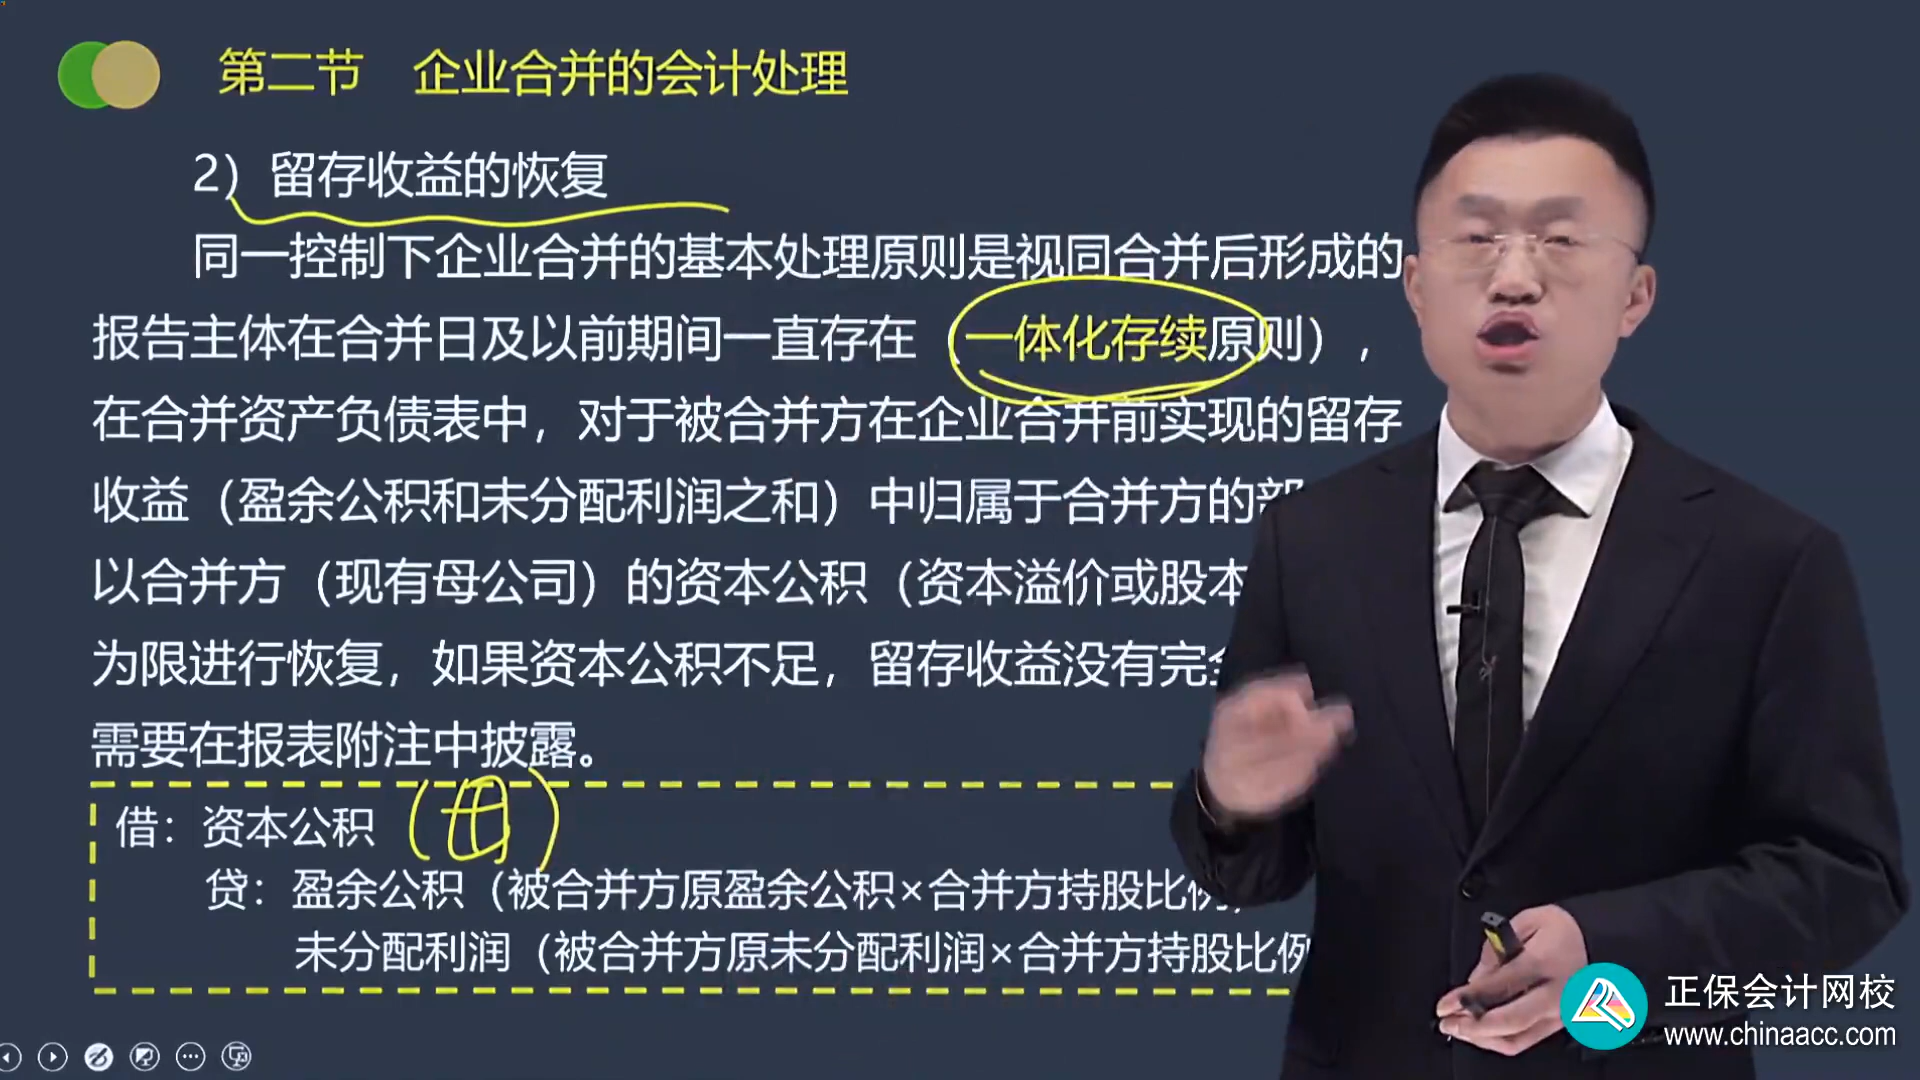 第二节 企业合并的会计处理
2）留存收益的恢复
同一控制下企业合并的基本处理原则是视同合并后形成的
报告主体在合并日及以前期间一直存在（一体化存续原则），
在合并资产负债表中，对于被合并方在企业合并前实现的留存
收益（盈余公积和未分配利润之和）中归属于合并方的部
以合并方（现有母公司）的资本公积（资本溢价或股本
为限进行恢复，如果资本公积不足，留存收益没有完全
需要在报表附注中披露。
借：资本公积（母）
贷：盈余公积（被合并方原盈余公积×合并方持股比例）
未分配利润（被合并方原未分配利润×合并方持股比例
正保会计网校
www.chinaacc.com